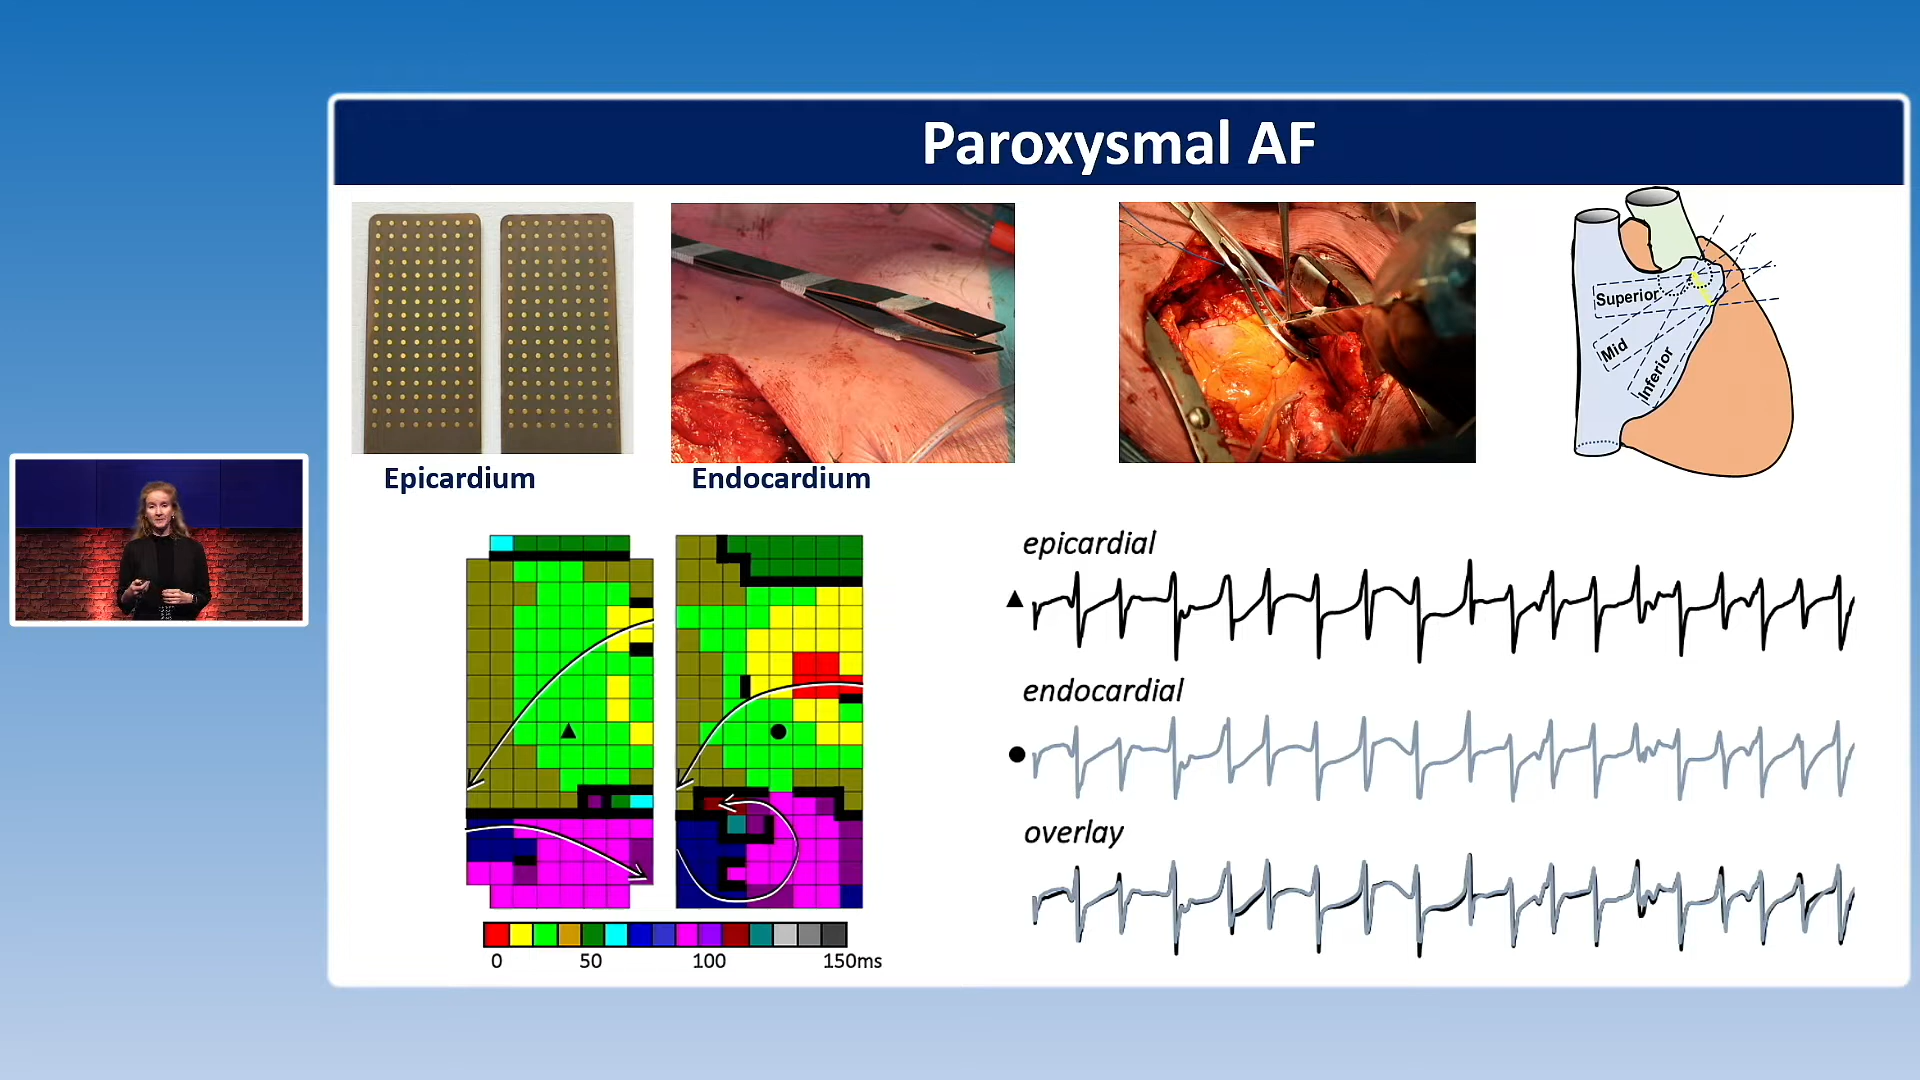 Paroxysmal AF
Superior
Mid
Inferior
Epicardium
Endocardium
epicardial
endocardial
overlay
0 50 100 150ms